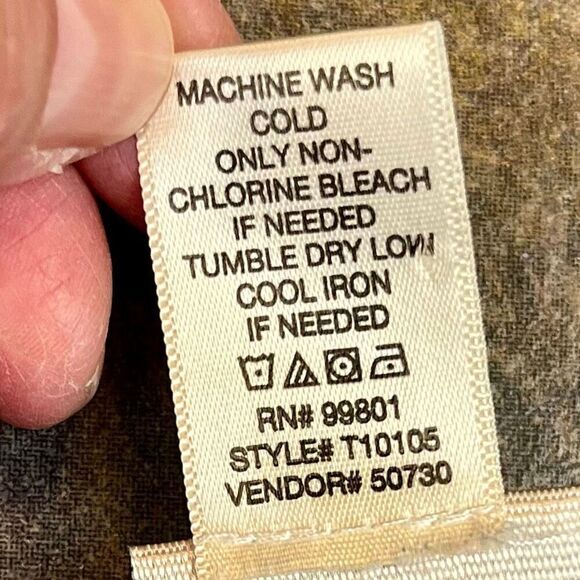 MACHINE WASH
COLD
ONLY NON-
CHLORINE BLEACH
IF NEEDED
TUMBLE DRY LOW
COOL IRON
IF NEEDED
RN# 99801
STYLE# T10105
VENDOR# 50730